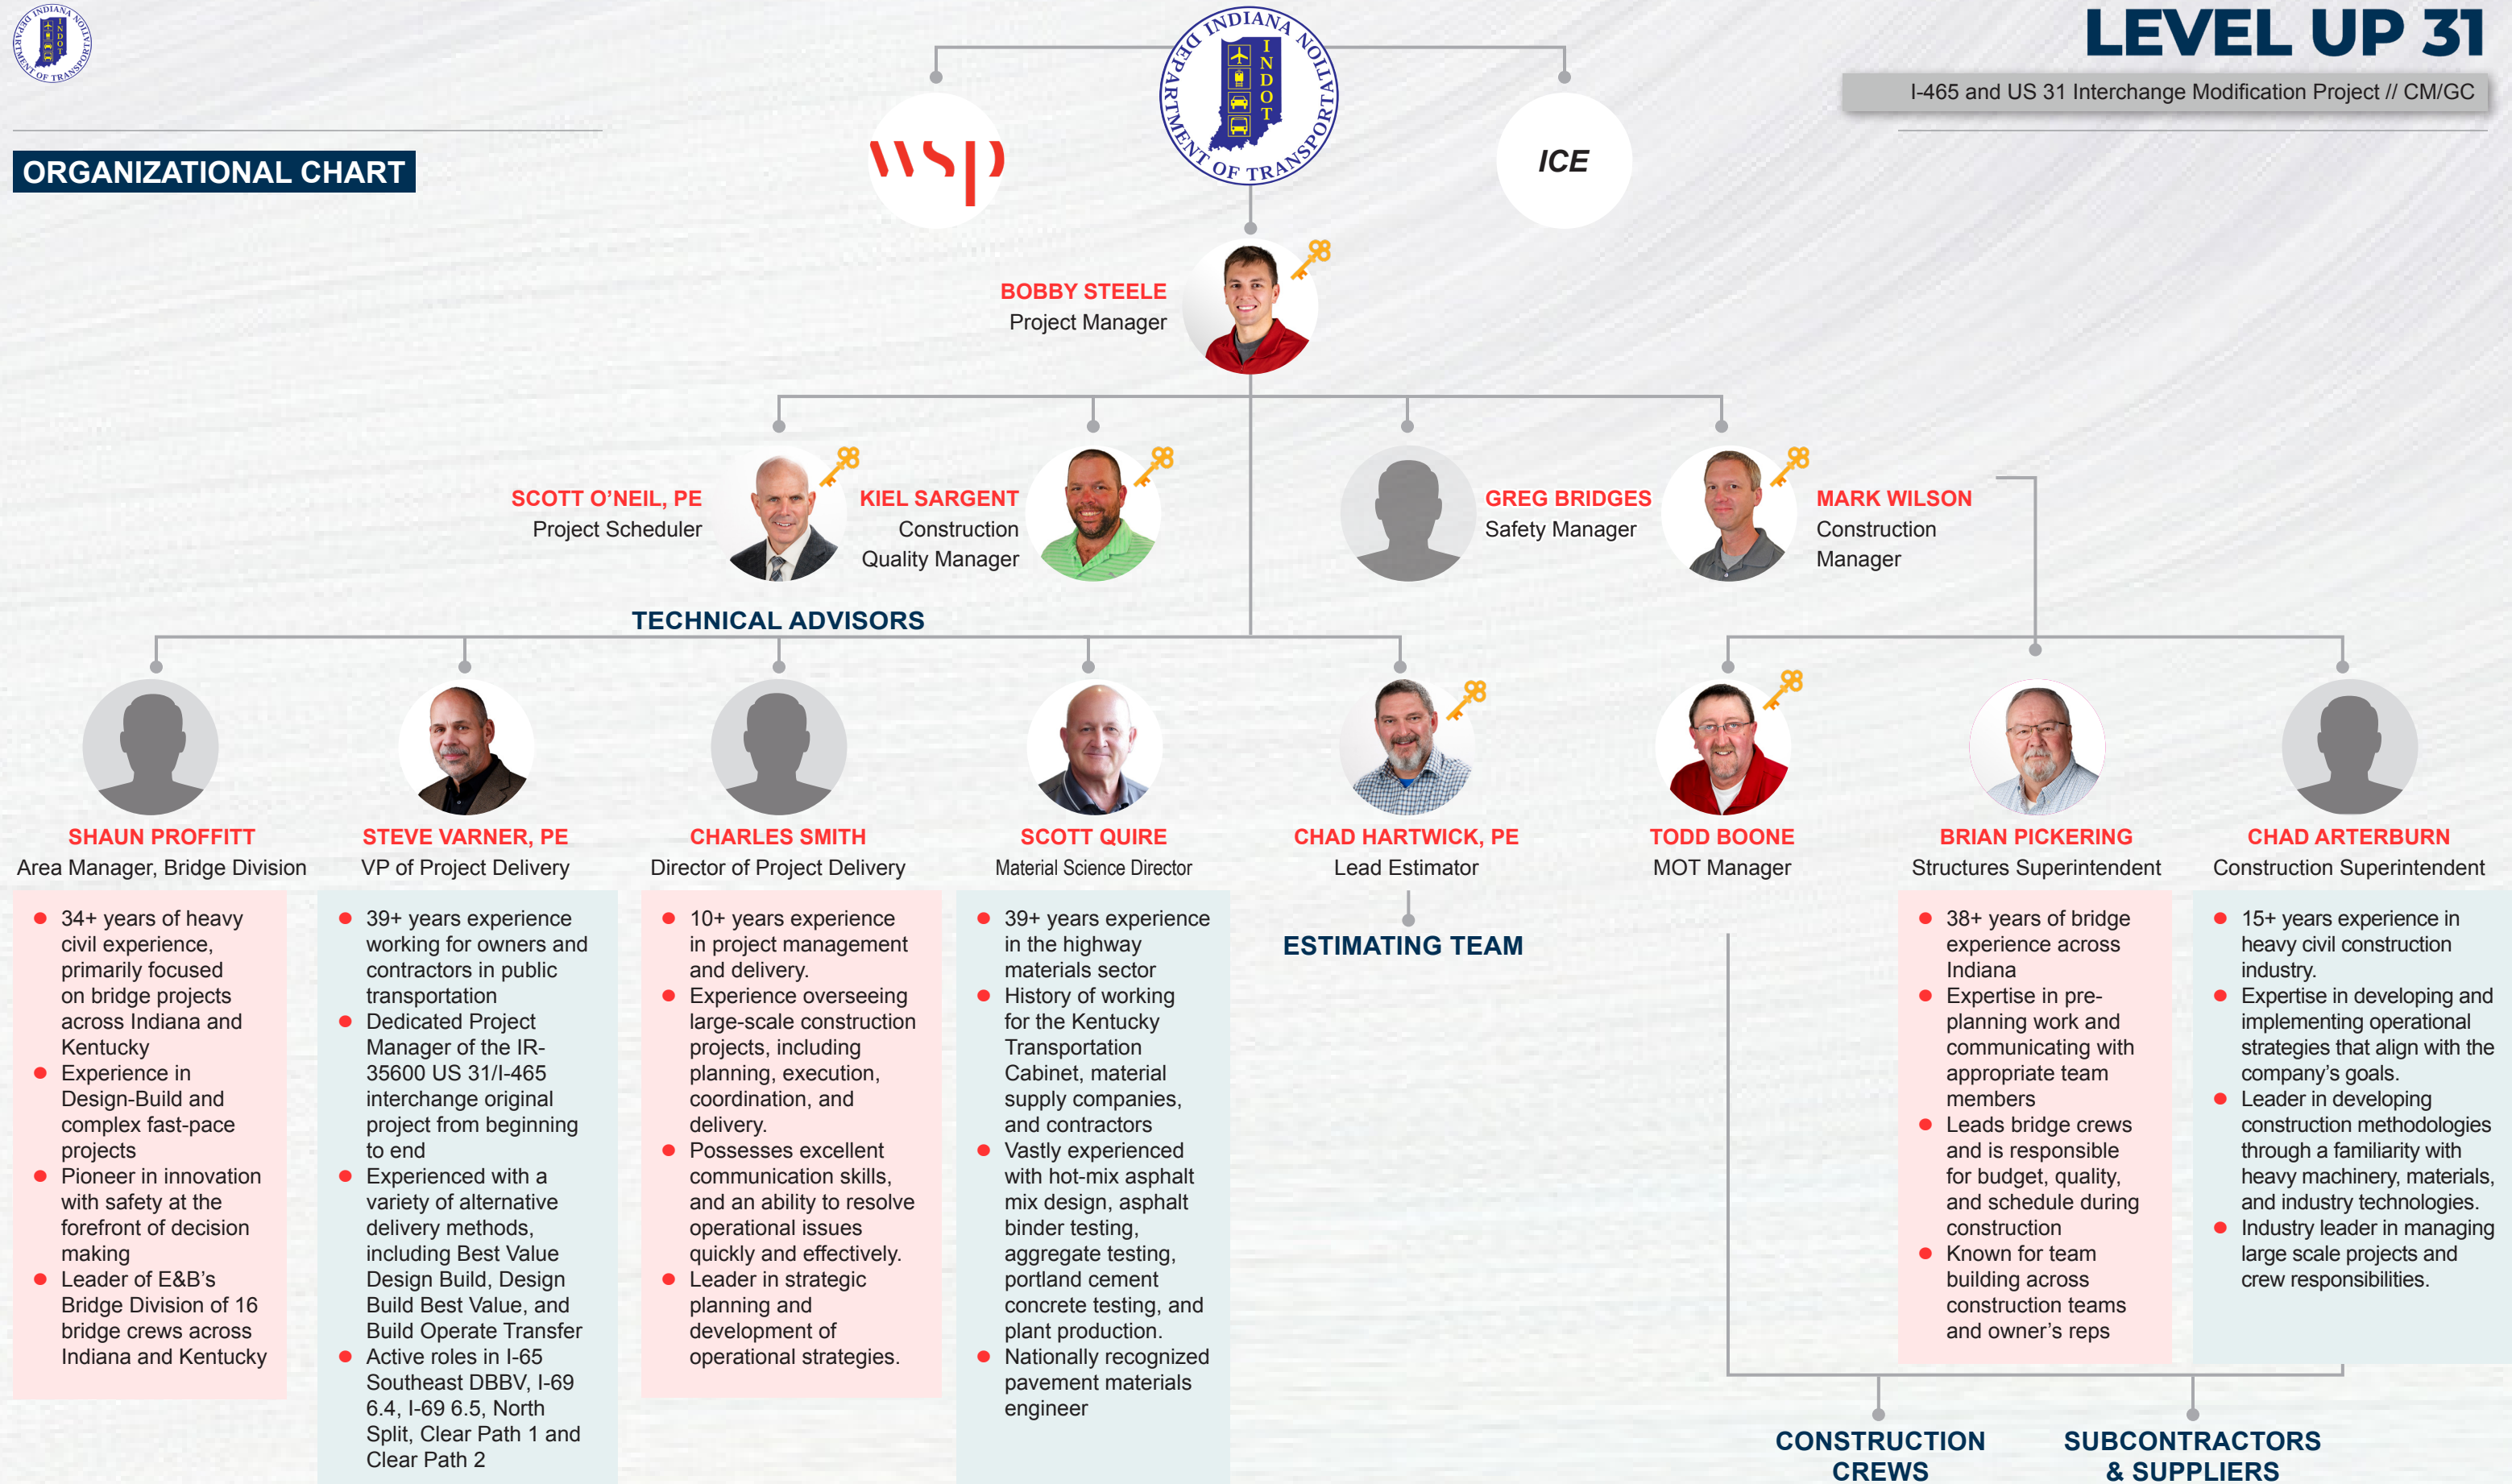 INDIANA DEPARTMENT OF TRANSPORTATION
INDOT
INDIANA DEPARTMENT OF TRANSPORTATION
INDOT
wsp
ICE
LEVEL UP 31
I-465 and US 31 Interchange Modification Project // CM/GC
ORGANIZATIONAL CHART
BOBBY STEELE
Project Manager
SCOTT O’NEIL, PE
Project Scheduler
KIEL SARGENT
Construction
Quality Manager
GREG BRIDGES
Safety Manager
MARK WILSON
Construction
Manager
TECHNICAL ADVISORS
SHAUN PROFFITT
Area Manager, Bridge Division
● 34+ years of heavy
civil experience,
primarily focused
on bridge projects
across Indiana and
Kentucky
● Experience in
Design-Build and
complex fast-pace
projects
● Pioneer in innovation
with safety at the
forefront of decision
making
● Leader of E&B’s
Bridge Division of 16
bridge crews across
Indiana and Kentucky
STEVE VARNER, PE
VP of Project Delivery
● 39+ years experience
working for owners and
contractors in public
transportation
● Dedicated Project
Manager of the IR-
35600 US 31/I-465
interchange original
project from beginning
to end
● Experienced with a
variety of alternative
delivery methods,
including Best Value
Design Build, Design
Build Best Value, and
Build Operate Transfer
● Active roles in I-65
Southeast DBBV, I-69
6.4, I-69 6.5, North
Split, Clear Path 1 and
Clear Path 2
CHARLES SMITH
Director of Project Delivery
● 10+ years experience
in project management
and delivery.
● Experience overseeing
large-scale construction
projects, including
planning, execution,
coordination, and
delivery.
● Possesses excellent
communication skills,
and an ability to resolve
operational issues
quickly and effectively.
● Leader in strategic
planning and
development of
operational strategies.
SCOTT QUIRE
Material Science Director
● 39+ years experience
in the highway
materials sector
● History of working
for the Kentucky
Transportation
Cabinet, material
supply companies,
and contractors
● Vastly experienced
with hot-mix asphalt
mix design, asphalt
binder testing,
aggregate testing,
portland cement
concrete testing, and
plant production.
● Nationally recognized
pavement materials
engineer
CHAD HARTWICK, PE
Lead Estimator
ESTIMATING TEAM
TODD BOONE
MOT Manager
BRIAN PICKERING
Structures Superintendent
● 38+ years of bridge
experience across
Indiana
● Expertise in pre-
planning work and
communicating with
appropriate team
members
● Leads bridge crews
and is responsible
for budget, quality,
and schedule during
construction
● Known for team
building across
construction teams
and owner’s reps
CHAD ARTERBURN
Construction Superintendent
● 15+ years experience in
heavy civil construction
industry.
● Expertise in developing and
implementing operational
strategies that align with the
company’s goals.
● Leader in developing
construction methodologies
through a familiarity with
heavy machinery, materials,
and industry technologies.
● Industry leader in managing
large scale projects and
crew responsibilities.
CONSTRUCTION
CREWS
SUBCONTRACTORS
& SUPPLIERS